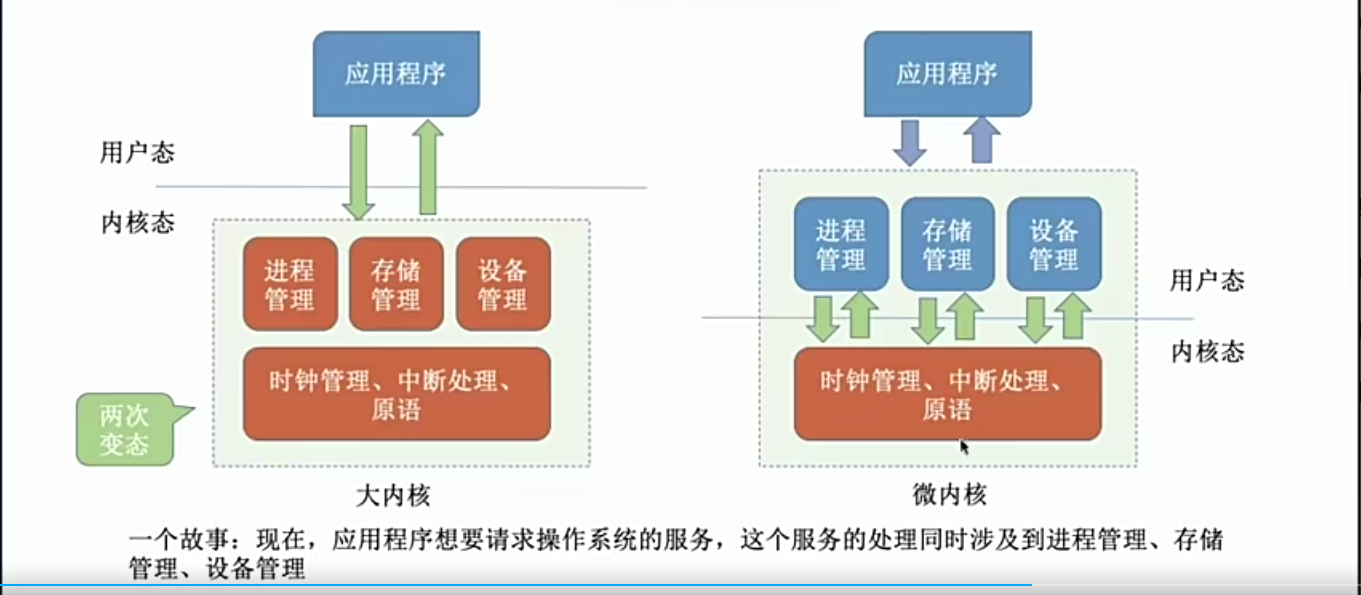 应用程序
用户态
内核态
进程
管理
存储
管理
设备
管理
时钟管理、中断处理、
原语
两次
变态
大内核
应用程序
进程
管理
存储
管理
设备
管理
用户态
内核态
时钟管理、中断处理、
原语
微内核
一个故事：现在，应用程序想要请求操作系统的服务，这个服务的处理同时涉及到进程管理、存储
管理、设备管理